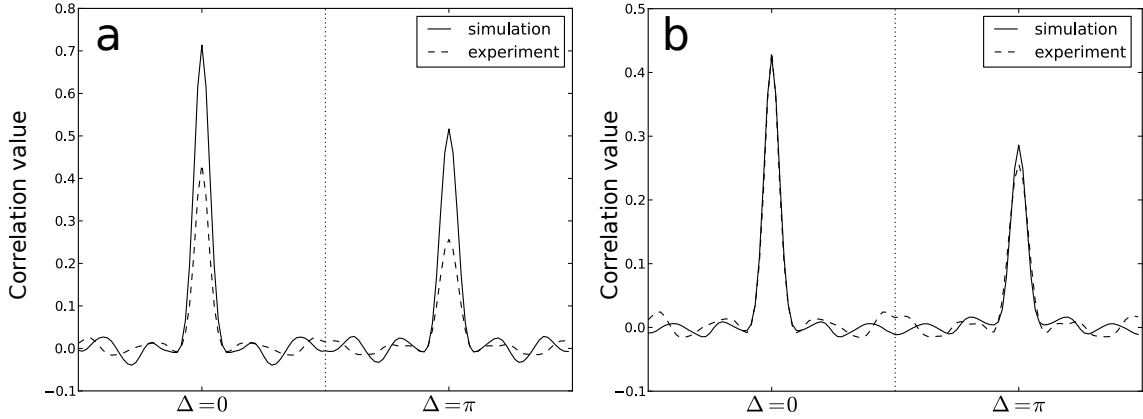 a
simulation
experiment
Correlation value
0.8
0.7
0.6
0.5
0.4
0.3
0.2
0.1
0.0
−0.1
Δ=0
Δ=π
b
simulation
experiment
Correlation value
0.5
0.4
0.3
0.2
0.1
0.0
−0.1
Δ=0
Δ=π